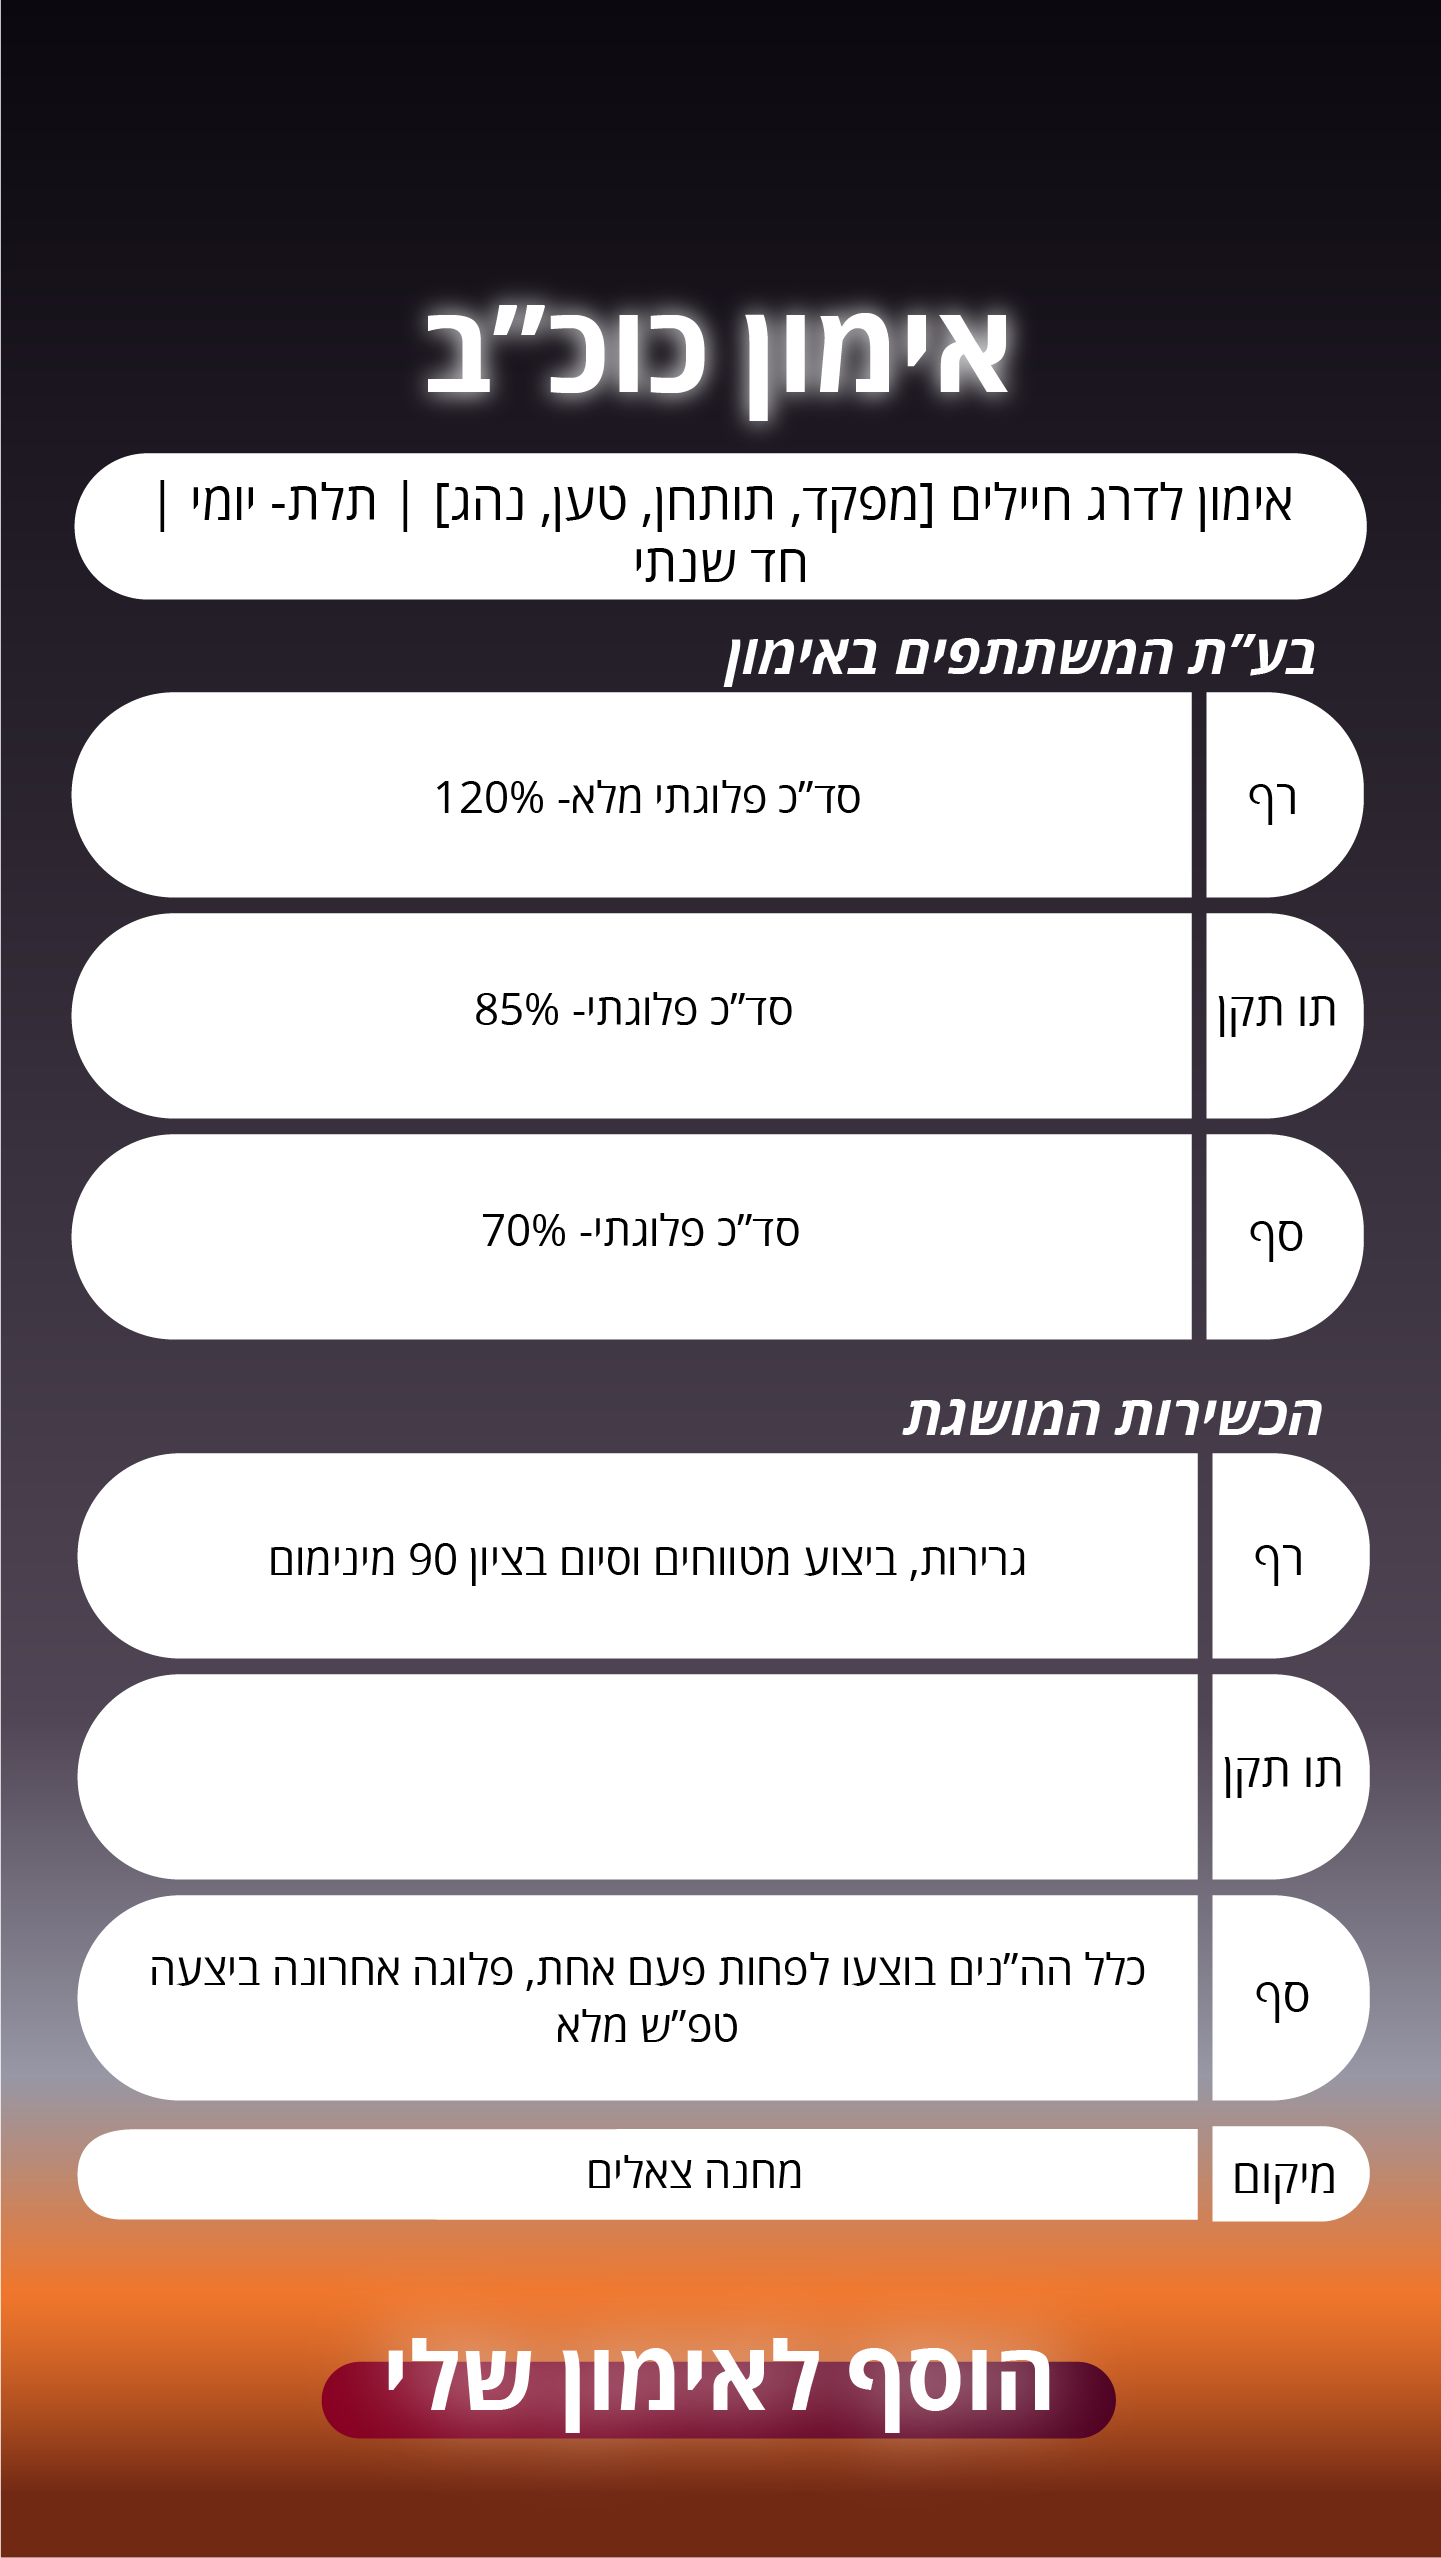 אימון כוכ״ב
אימון לדרג חיילים [מפקד, תותחן, טען, נהג] | תלת- יומי |
חד שנתי
בע״ת המשתתפים באימון
רף
סד״כ פלוגתי מלא- 120%
תו תקן
סד״כ פלוגתי- 85%
סף
סד״כ פלוגתי- 70%
הכשירות המושגת
רף
גרירות, ביצוע מטווחים וסיום בציון 90 מינימום
תו תקן
סף
כלל הה״נים בוצעו לפחות פעם אחת, פלוגה אחרונה ביצעה
טפ״ש מלא
מיקום
מחנה צאלים
הוסף לאימון שלי